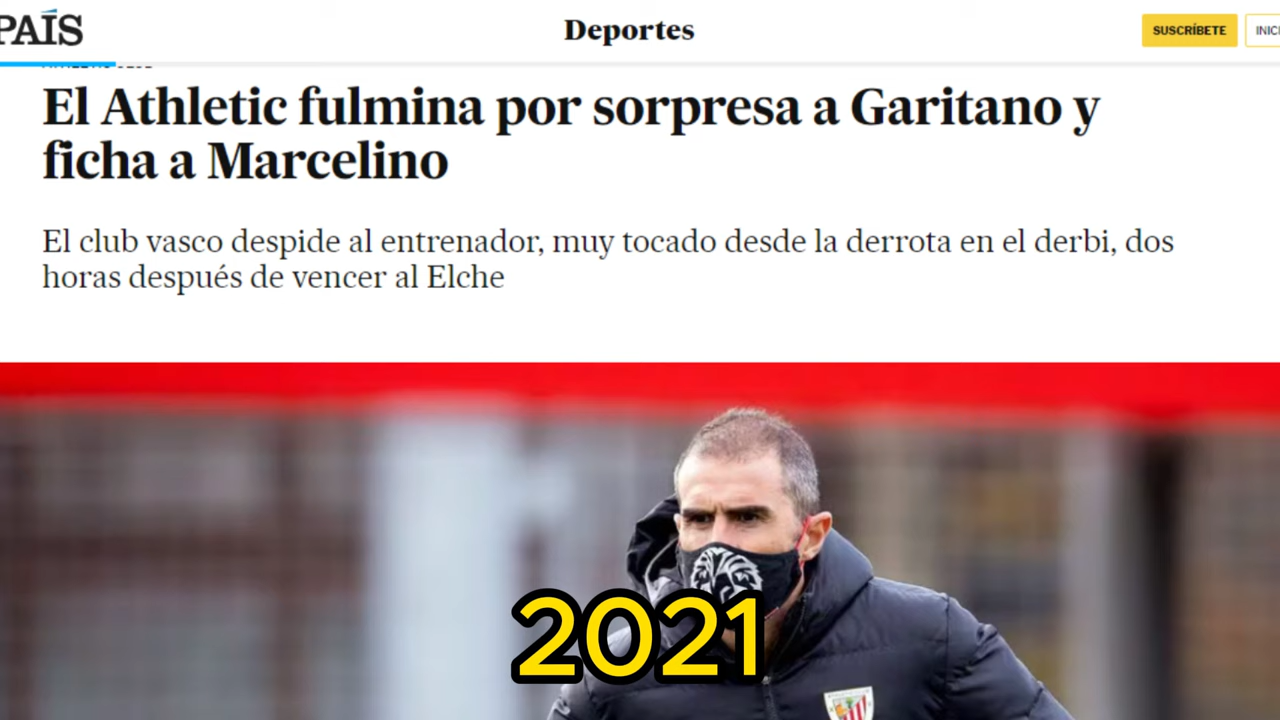 PAÍS
Deportes
SUSCRÍBETE
El Athletic fulmina por sorpresa a Garitano y
ficha a Marcelino
El club vasco despide al entrenador, muy tocado desde la derrota en el derbi, dos
horas después de vencer al Elche
2021